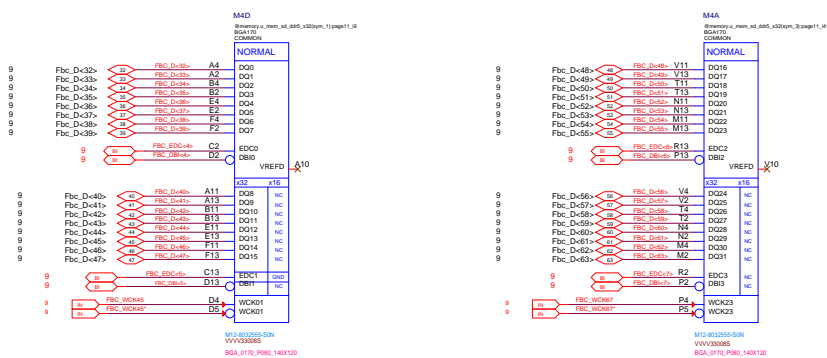 M4D
@memory.u_mem_sd_ddr5_x32(sym_1):page11_i9
BGA170
COMMON
NORMAL
9 Fbc_D<32> 32 FBC_D<32> A4 DQ0
9 Fbc_D<33> 33 FBC_D<33> A2 DQ1
9 Fbc_D<34> 34 FBC_D<34> B4 DQ2
9 Fbc_D<35> 35 FBC_D<35> B2 DQ3
9 Fbc_D<36> 36 FBC_D<36> E4 DQ4
9 Fbc_D<37> 37 FBC_D<37> E2 DQ5
9 Fbc_D<38> 38 FBC_D<38> F4 DQ6
9 Fbc_D<39> 39 FBC_D<39> F2 DQ7
9 BI FBC_EDC<4> C2 EDC0
9 BI FBC_DBI<4> D2 DBI0
VREFD A10
x32 x16
9 Fbc_D<40> 40 FBC_D<40> A11 DQ8 NC
9 Fbc_D<41> 41 FBC_D<41> A13 DQ9 NC
9 Fbc_D<42> 42 FBC_D<42> B11 DQ10 NC
9 Fbc_D<43> 43 FBC_D<43> B13 DQ11 NC
9 Fbc_D<44> 44 FBC_D<44> E11 DQ12 NC
9 Fbc_D<45> 45 FBC_D<45> E13 DQ13 NC
9 Fbc_D<46> 46 FBC_D<46> F11 DQ14 NC
9 Fbc_D<47> 47 FBC_D<47> F13 DQ15 NC
9 BI FBC_EDC<5> C13 EDC1 GND
9 BI FBC_DBI<5> D13 DBI1 NC
9 IN FBC_WCK45 D4 WCK01
9 IN FBC_WCK45* D5 WCK01
M12-8032555-S0N
VVVV33008S
BGA_0170_P080_140X120
M4A
@memory.u_mem_sd_ddr5_x32(sym_3):page11_i4
BGA170
COMMON
NORMAL
9 Fbc_D<48> 48 FBC_D<48> V11 DQ16
9 Fbc_D<49> 49 FBC_D<49> V13 DQ17
9 Fbc_D<50> 50 FBC_D<50> T11 DQ18
9 Fbc_D<51> 51 FBC_D<51> T13 DQ19
9 Fbc_D<52> 52 FBC_D<52> N11 DQ20
9 Fbc_D<53> 53 FBC_D<53> N13 DQ21
9 Fbc_D<54> 54 FBC_D<54> M11 DQ22
9 Fbc_D<55> 55 FBC_D<55> M13 DQ23
9 BI FBC_EDC<6> R13 EDC2
9 BI FBC_DBI<6> P13 DBI2
VREFD V10
x32 x16
9 Fbc_D<56> 56 FBC_D<56> V4 DQ24 NC
9 Fbc_D<57> 57 FBC_D<57> V2 DQ25 NC
9 Fbc_D<58> 58 FBC_D<58> T4 DQ26 NC
9 Fbc_D<59> 59 FBC_D<59> T2 DQ27 NC
9 Fbc_D<60> 60 FBC_D<60> N4 DQ28 NC
9 Fbc_D<61> 61 FBC_D<61> N2 DQ29 NC
9 Fbc_D<62> 62 FBC_D<62> M4 DQ30 NC
9 Fbc_D<63> 63 FBC_D<63> M2 DQ31 NC
9 BI FBC_EDC<7> R2 EDC3 NC
9 BI FBC_DBI<7> P2 DBI3 NC
9 IN FBC_WCK67 P4 WCK23
9 IN FBC_WCK67* P5 WCK23
M12-8032555-S0N
VVVV33008S
BGA_0170_P080_140X120